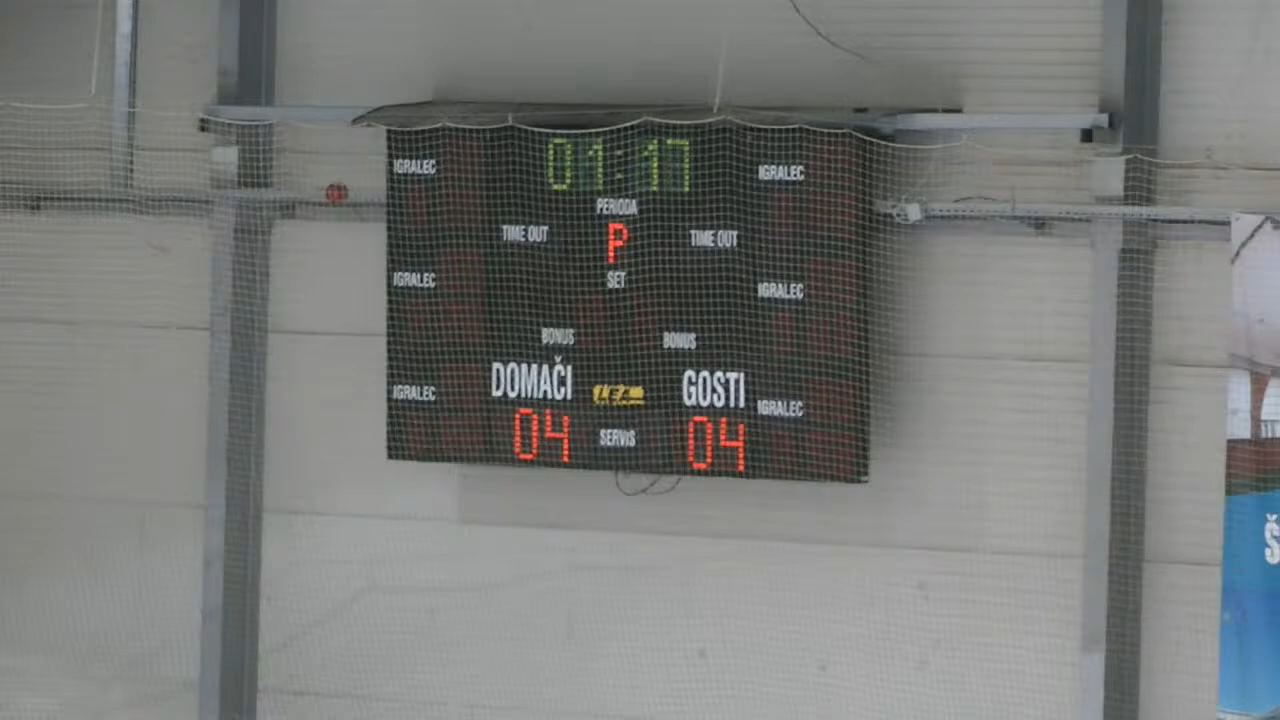 01:17
IGRALEC
IGRALEC
PERIODA
TIME OUT
P
TIME OUT
SET
IGRALEC
IGRALEC
BONUS
BONUS
DOMAČI
LEA
GOSTI
IGRALEC
IGRALEC
04
SERVIS
04
Š